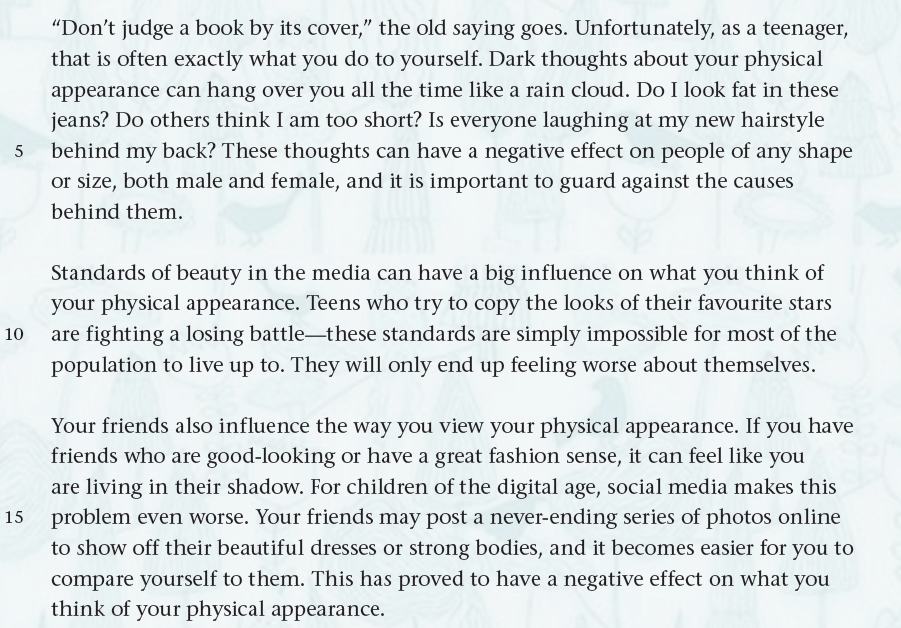 “Don’t judge a book by its cover,” the old saying goes. Unfortunately, as a teenager,
that is often exactly what you do to yourself. Dark thoughts about your physical
appearance can hang over you all the time like a rain cloud. Do I look fat in these
jeans? Do others think I am too short? Is everyone laughing at my new hairstyle
5 behind my back? These thoughts can have a negative effect on people of any shape
or size, both male and female, and it is important to guard against the causes
behind them.
Standards of beauty in the media can have a big influence on what you think of
your physical appearance. Teens who try to copy the looks of their favourite stars
10 are fighting a losing battle—these standards are simply impossible for most of the
population to live up to. They will only end up feeling worse about themselves.
Your friends also influence the way you view your physical appearance. If you have
friends who are good-looking or have a great fashion sense, it can feel like you
are living in their shadow. For children of the digital age, social media makes this
15 problem even worse. Your friends may post a never-ending series of photos online
to show off their beautiful dresses or strong bodies, and it becomes easier for you to
compare yourself to them. This has proved to have a negative effect on what you
think of your physical appearance.